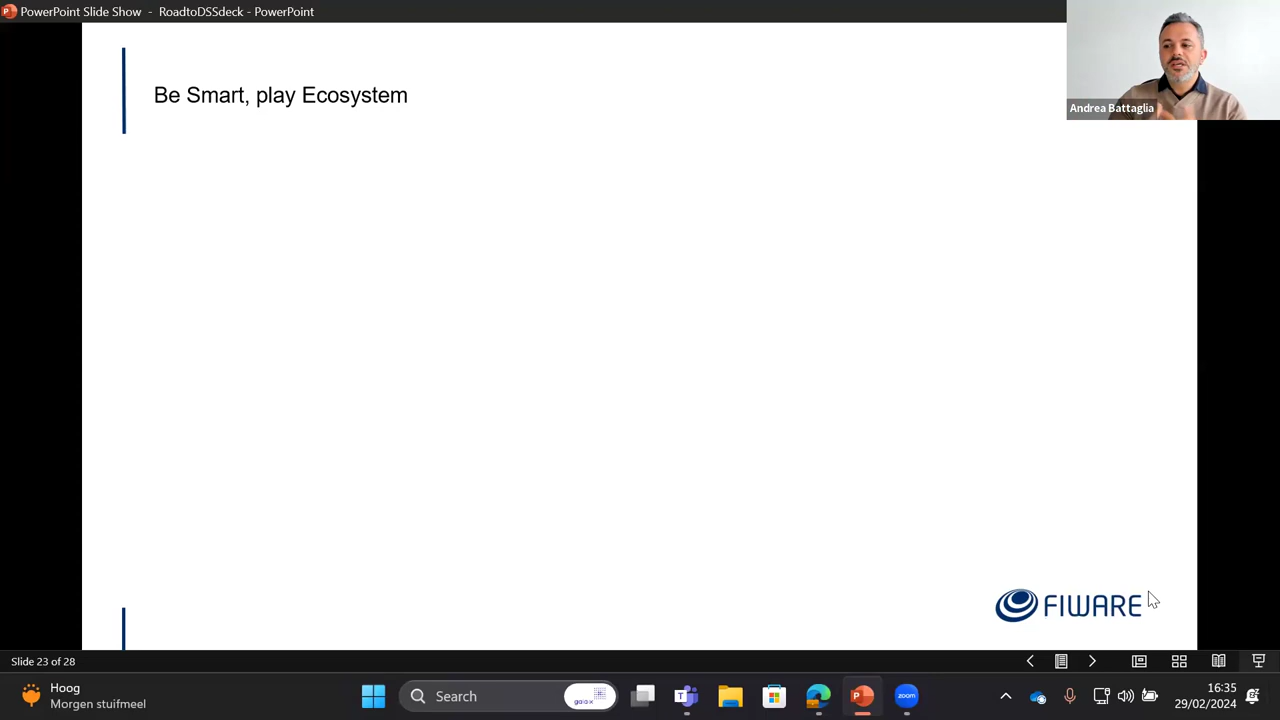 PowerPoint Slide Show - RoadtoDSSdeck - PowerPoint
Andrea Battaglia
Be Smart, play Ecosystem
FIWARE
Slide 23 of 28
Hoog
Morgen stuifmeel
Search
zoom
16:35
29/02/2024